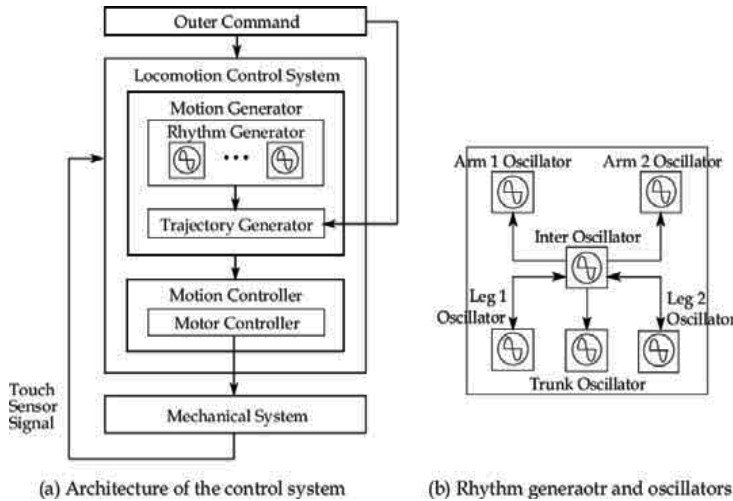 Outer Command
Locomotion Control System
Motion Generator
Rhythm Generator
Trajectory Generator
Motion Controller
Motor Controller
Touch
Sensor
Signal
Mechanical System
(a) Architecture of the control system
Arm 1 Oscillator
Arm 2 Oscillator
Inter Oscillator
Leg 1
Oscillator
Leg 2
Oscillator
Trunk Oscillator
(b) Rhythm generaotr and oscillators